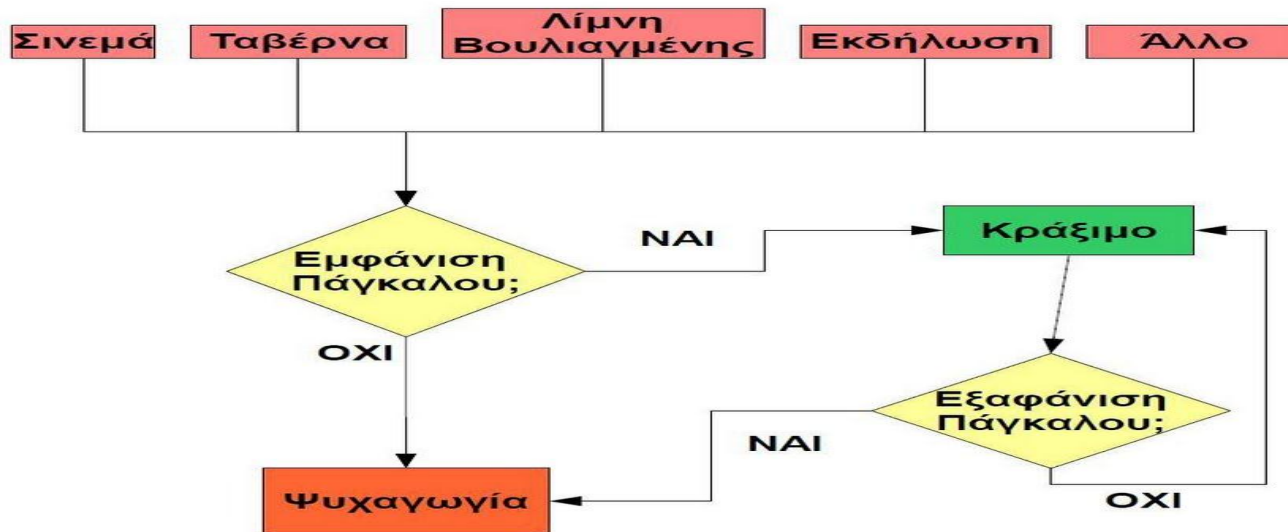 Σινεμά
Ταβέρνα
Λίμνη
Βουλιαγμένης
Εκδήλωση
Άλλο
Εμφάνιση
Πάγκαλου;
ΝΑΙ
Κράξιμο
ΟΧΙ
Εξαφάνιση
Πάγκαλου;
ΝΑΙ
ΟΧΙ
Ψυχαγωγία